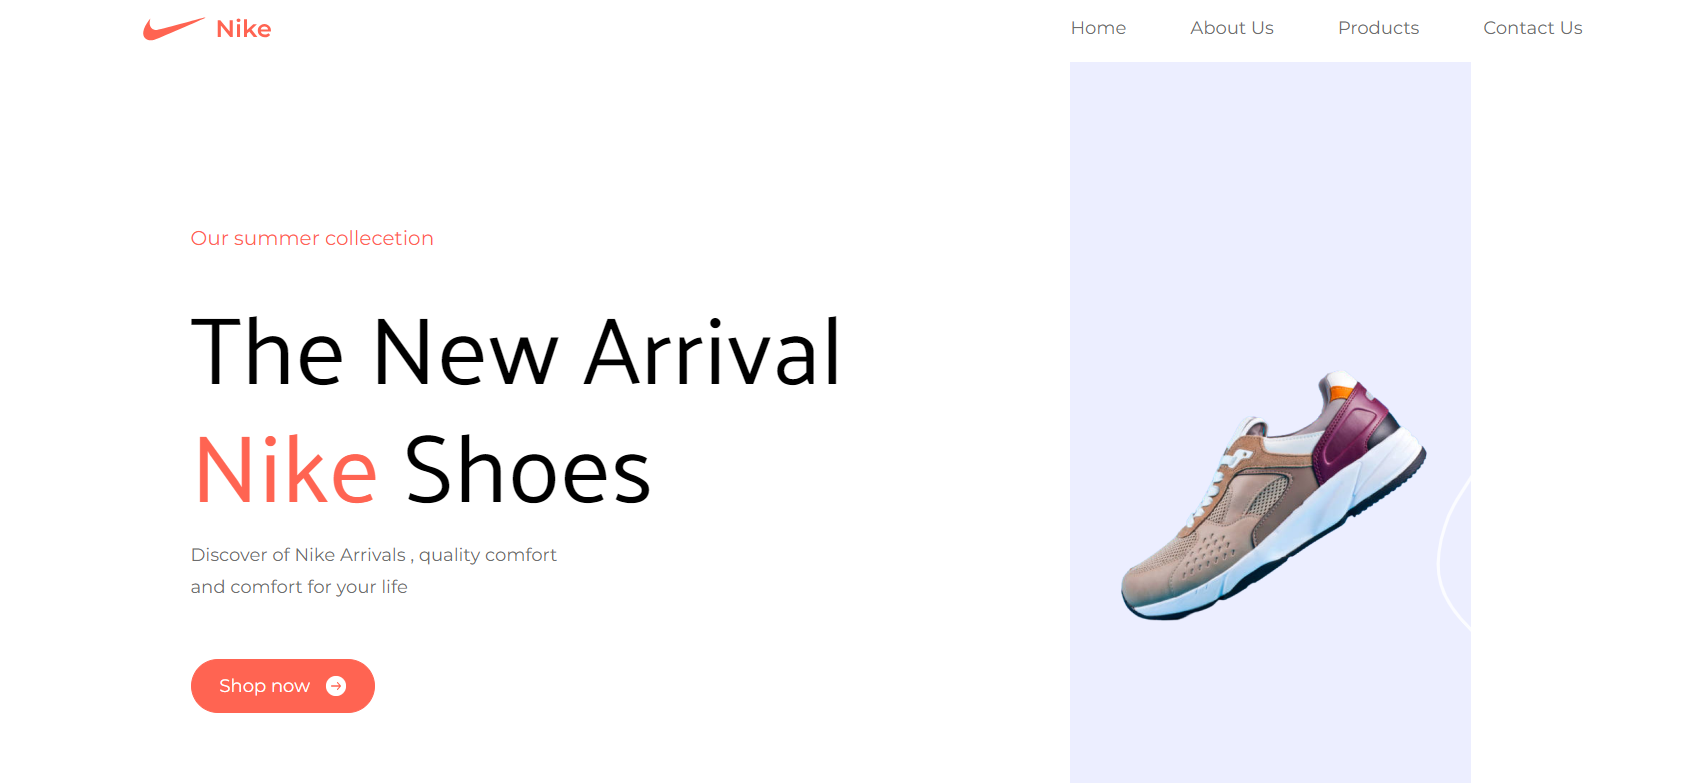 Nike
Home About Us Products Contact Us
Our summer collecetion
The New Arrival
Nike Shoes
Discover of Nike Arrivals , quality comfort
and comfort for your life
Shop now